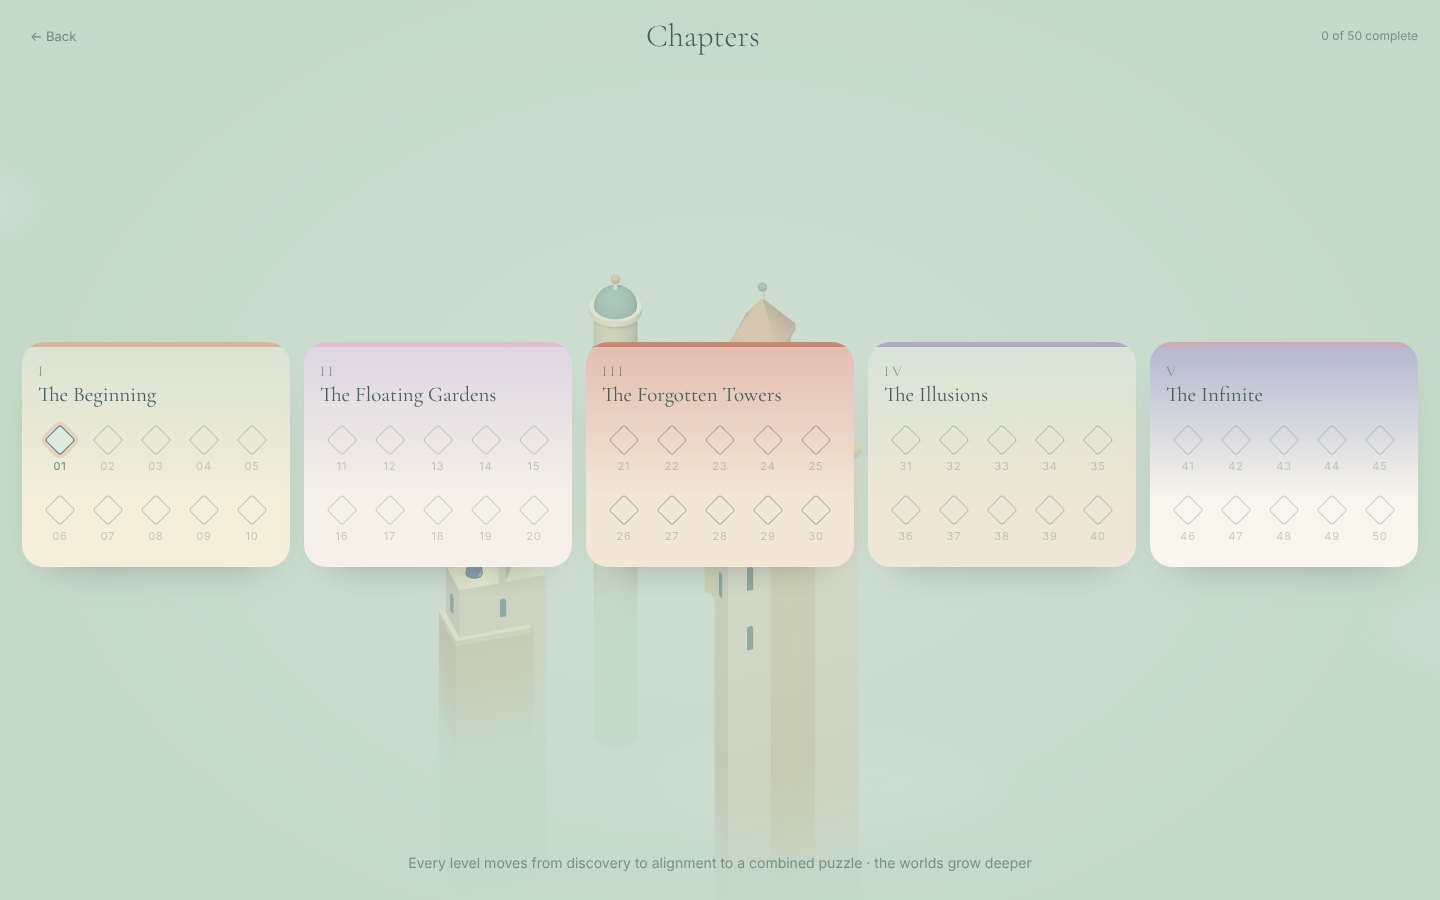 ← Back
Chapters
0 of 50 complete
I
The Beginning
01 02 03 04 05
06 07 08 09 10
II
The Floating Gardens
11 12 13 14 15
16 17 18 19 20
III
The Forgotten Towers
21 22 23 24 25
26 27 28 29 30
IV
The Illusions
31 32 33 34 35
36 37 38 39 40
V
The Infinite
41 42 43 44 45
46 47 48 49 50
Every level moves from discovery to alignment to a combined puzzle · the worlds grow deeper